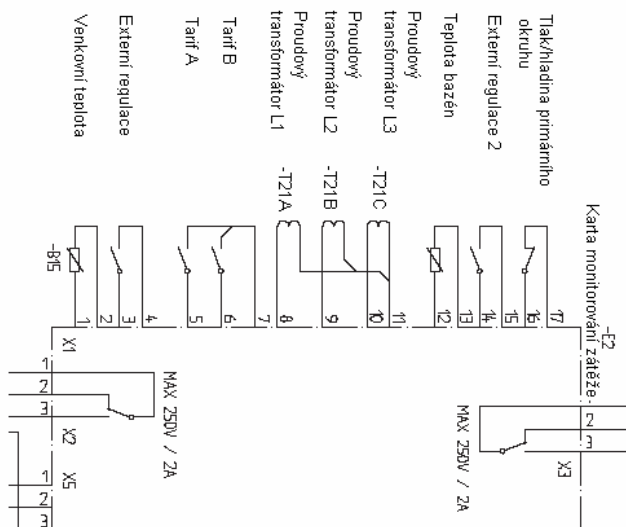 Venkovní teplota
Externí regulace
Tarif A
Tarif B
Proudový
transformátor L1
Proudový
transformátor L2
Proudový
transformátor L3
Teplota bazén
Externí regulace 2
Tlak/hladina primárního
okruhu
-T21A
-T21B
-T21C
-B15
Karta monitorování zátěže-
-E2
1
2
3
4
5
6
7
8
9
10
11
12
13
14
15
16
17
X1
1
2
3
MAX 250V / 2A
X2
X5
1
2
3
MAX 250V / 2A
2
3
X3